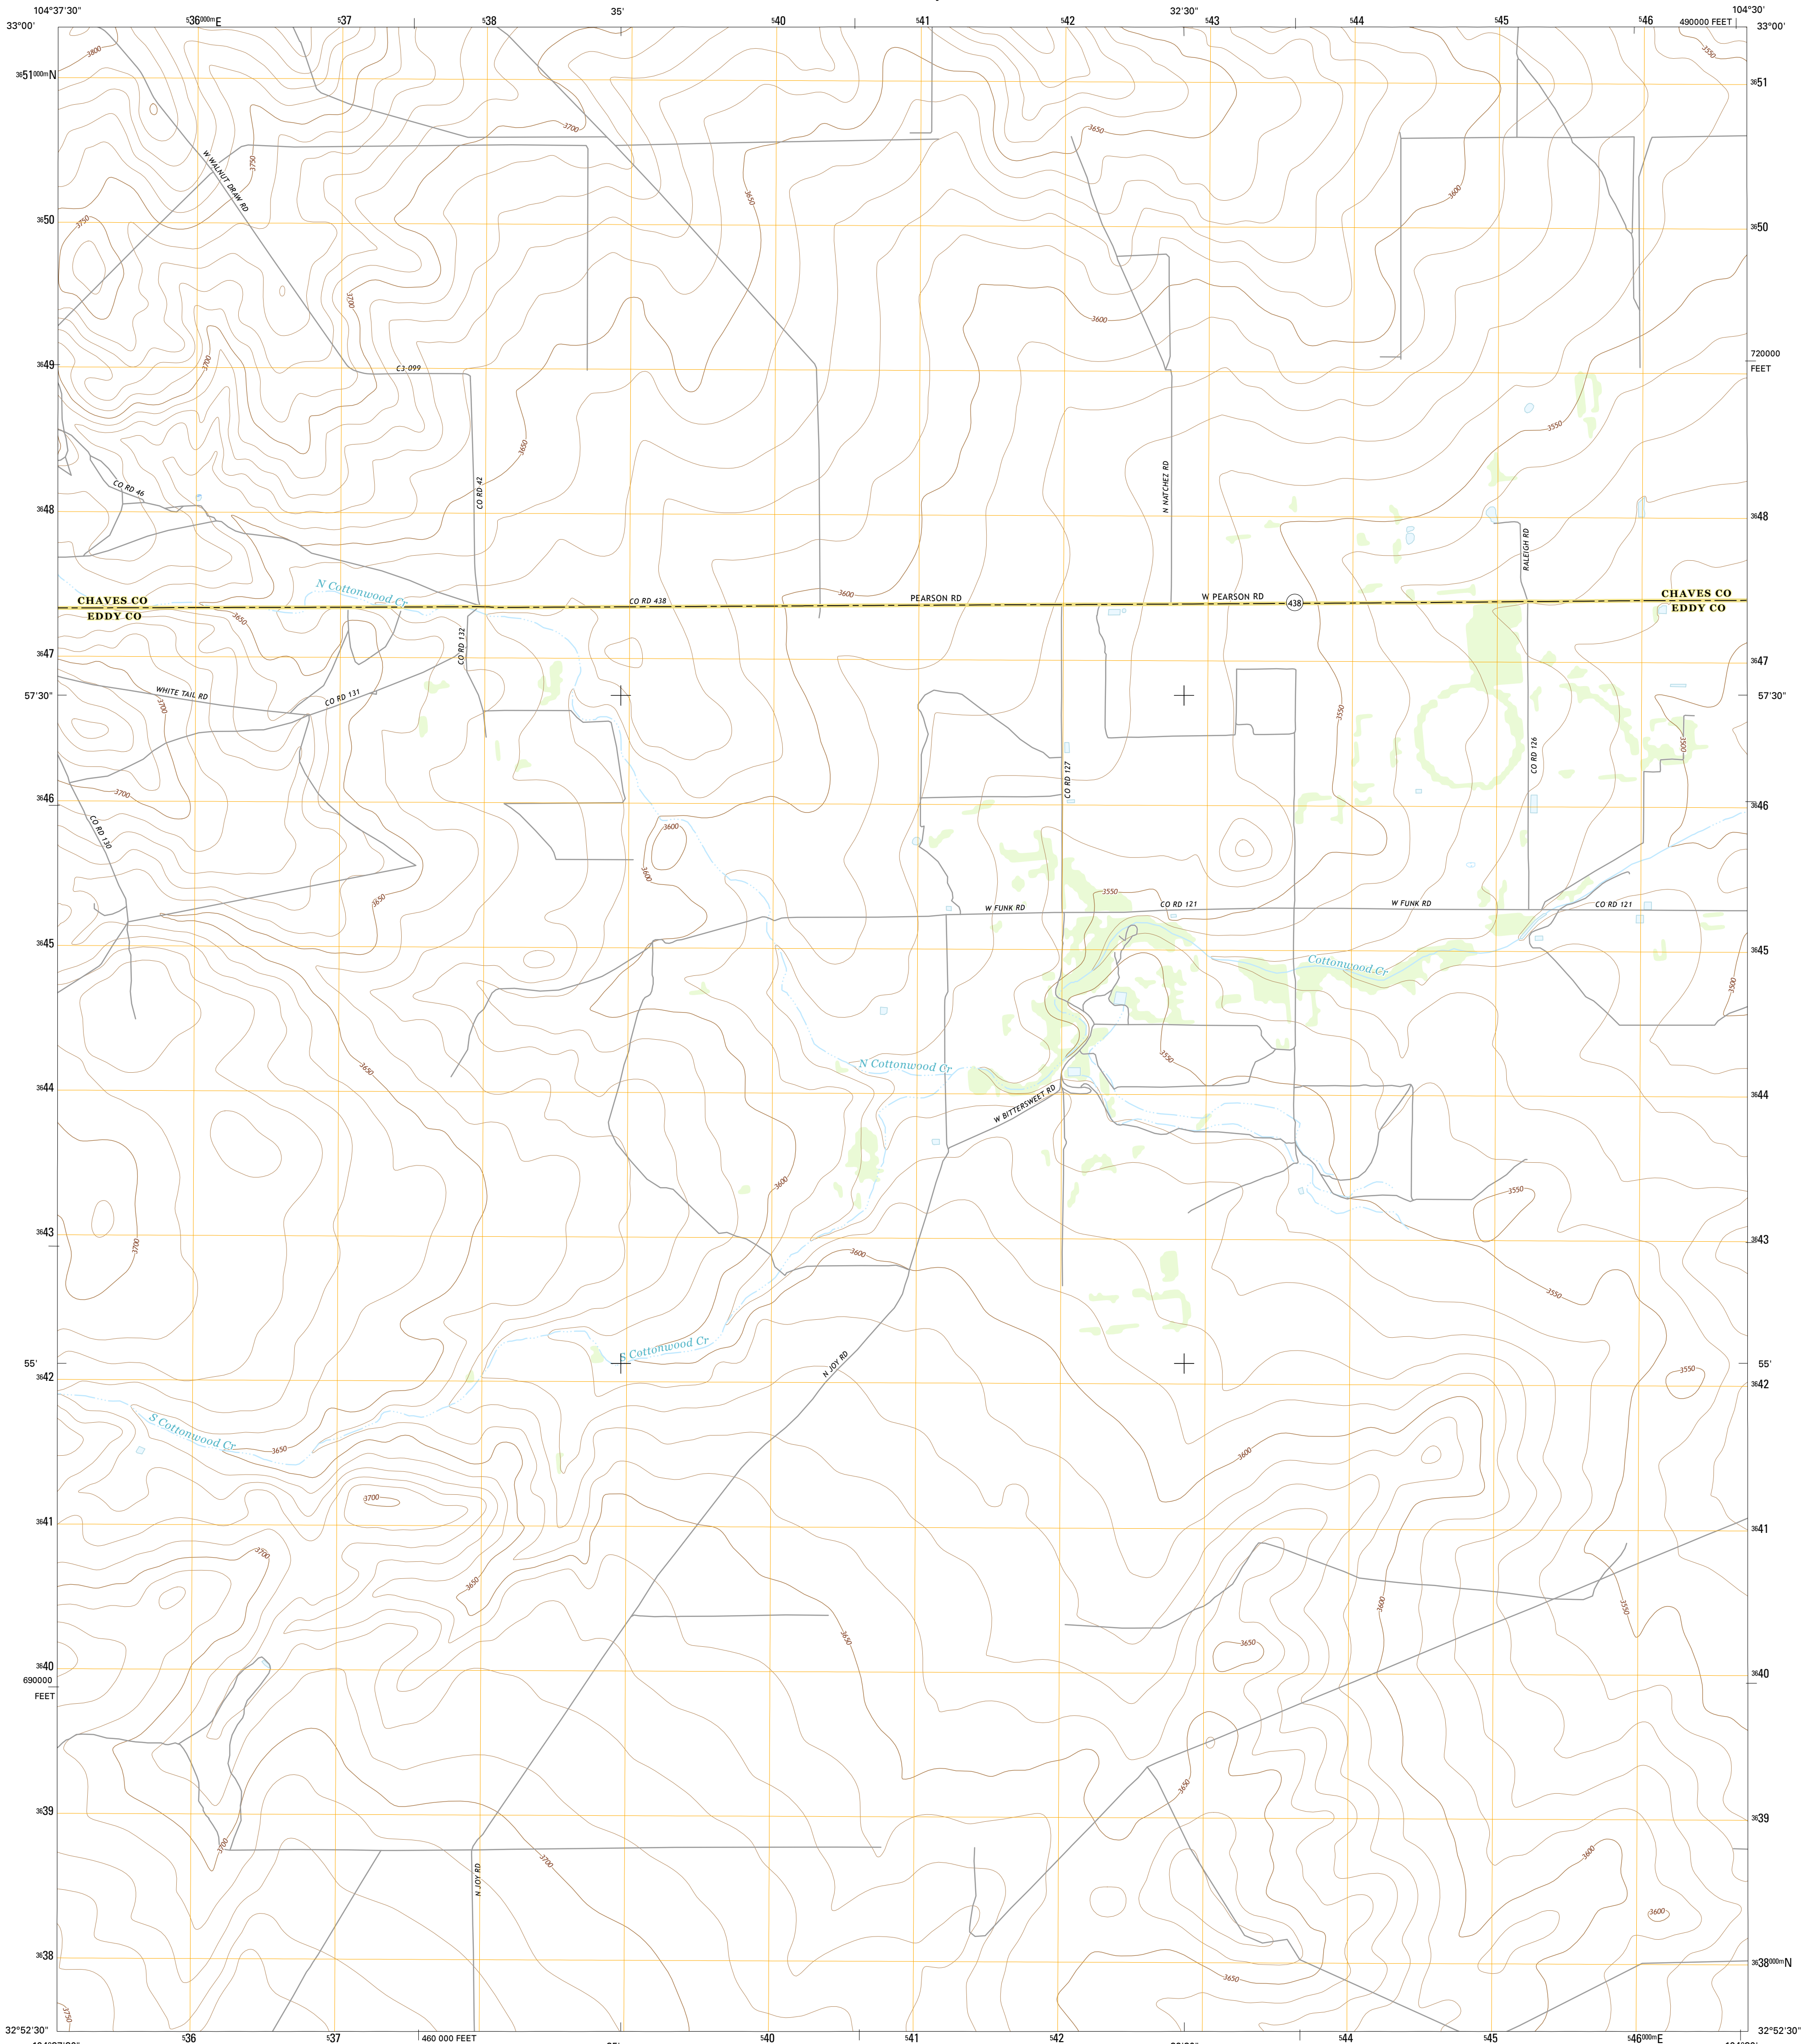 104°37'30"
536000mE
537
538
35'
540
541
542
32'30"
543
544
545
546
490000 FEET
104°30'
33°00'
33°00'
3800
3651000mN
3651
3700
3650
W WALNUT DRAW RD
3750
3650
3600
3550
3750
3650
3650
3700
3600
3700
3649
C3 099
720000
FEET
3650
3550
CO RD 42
N NATCHEZ RD
CO RD 46
3648
3648
RALEIGH RD
N Cottonwood Cr
3600
CHAVES CO
EDDY CO
CO RD 438
PEARSON RD
W PEARSON RD
438
CHAVES CO
EDDY CO
3650
CO RD 132
3647
3647
57'30"
WHITE TAIL RD
CO RD 131
57'30"
3700
3550
3500
CO RD 127
CO RD 126
3700
3646
3646
CO RD 130
3600
3600
3650
3550
W FUNK RD
CO RD 121
W FUNK RD
CO RD 121
3645
3645
Cottonwood Cr
3500
3650
3550
N Cottonwood Cr
3644
3644
W BITTERSWEET RD
3600
3550
3643
3643
3700
3600
3550
S Cottonwood Cr
N JOY RD
55'
55'
3642
3642
3550
S Cottonwood Cr
3650
3600
3700
3641
3641
3700
3650
3600
3550
3650
3650
3640
3640
690000
FEET
3650
3639
3639
3700
3700
3600
N JOY RD
3600
3638
3638000mN
3650
3750
32°52'30"
32°52'30"
536
537
460 000 FEET
540
541
542
544
545
546000mE